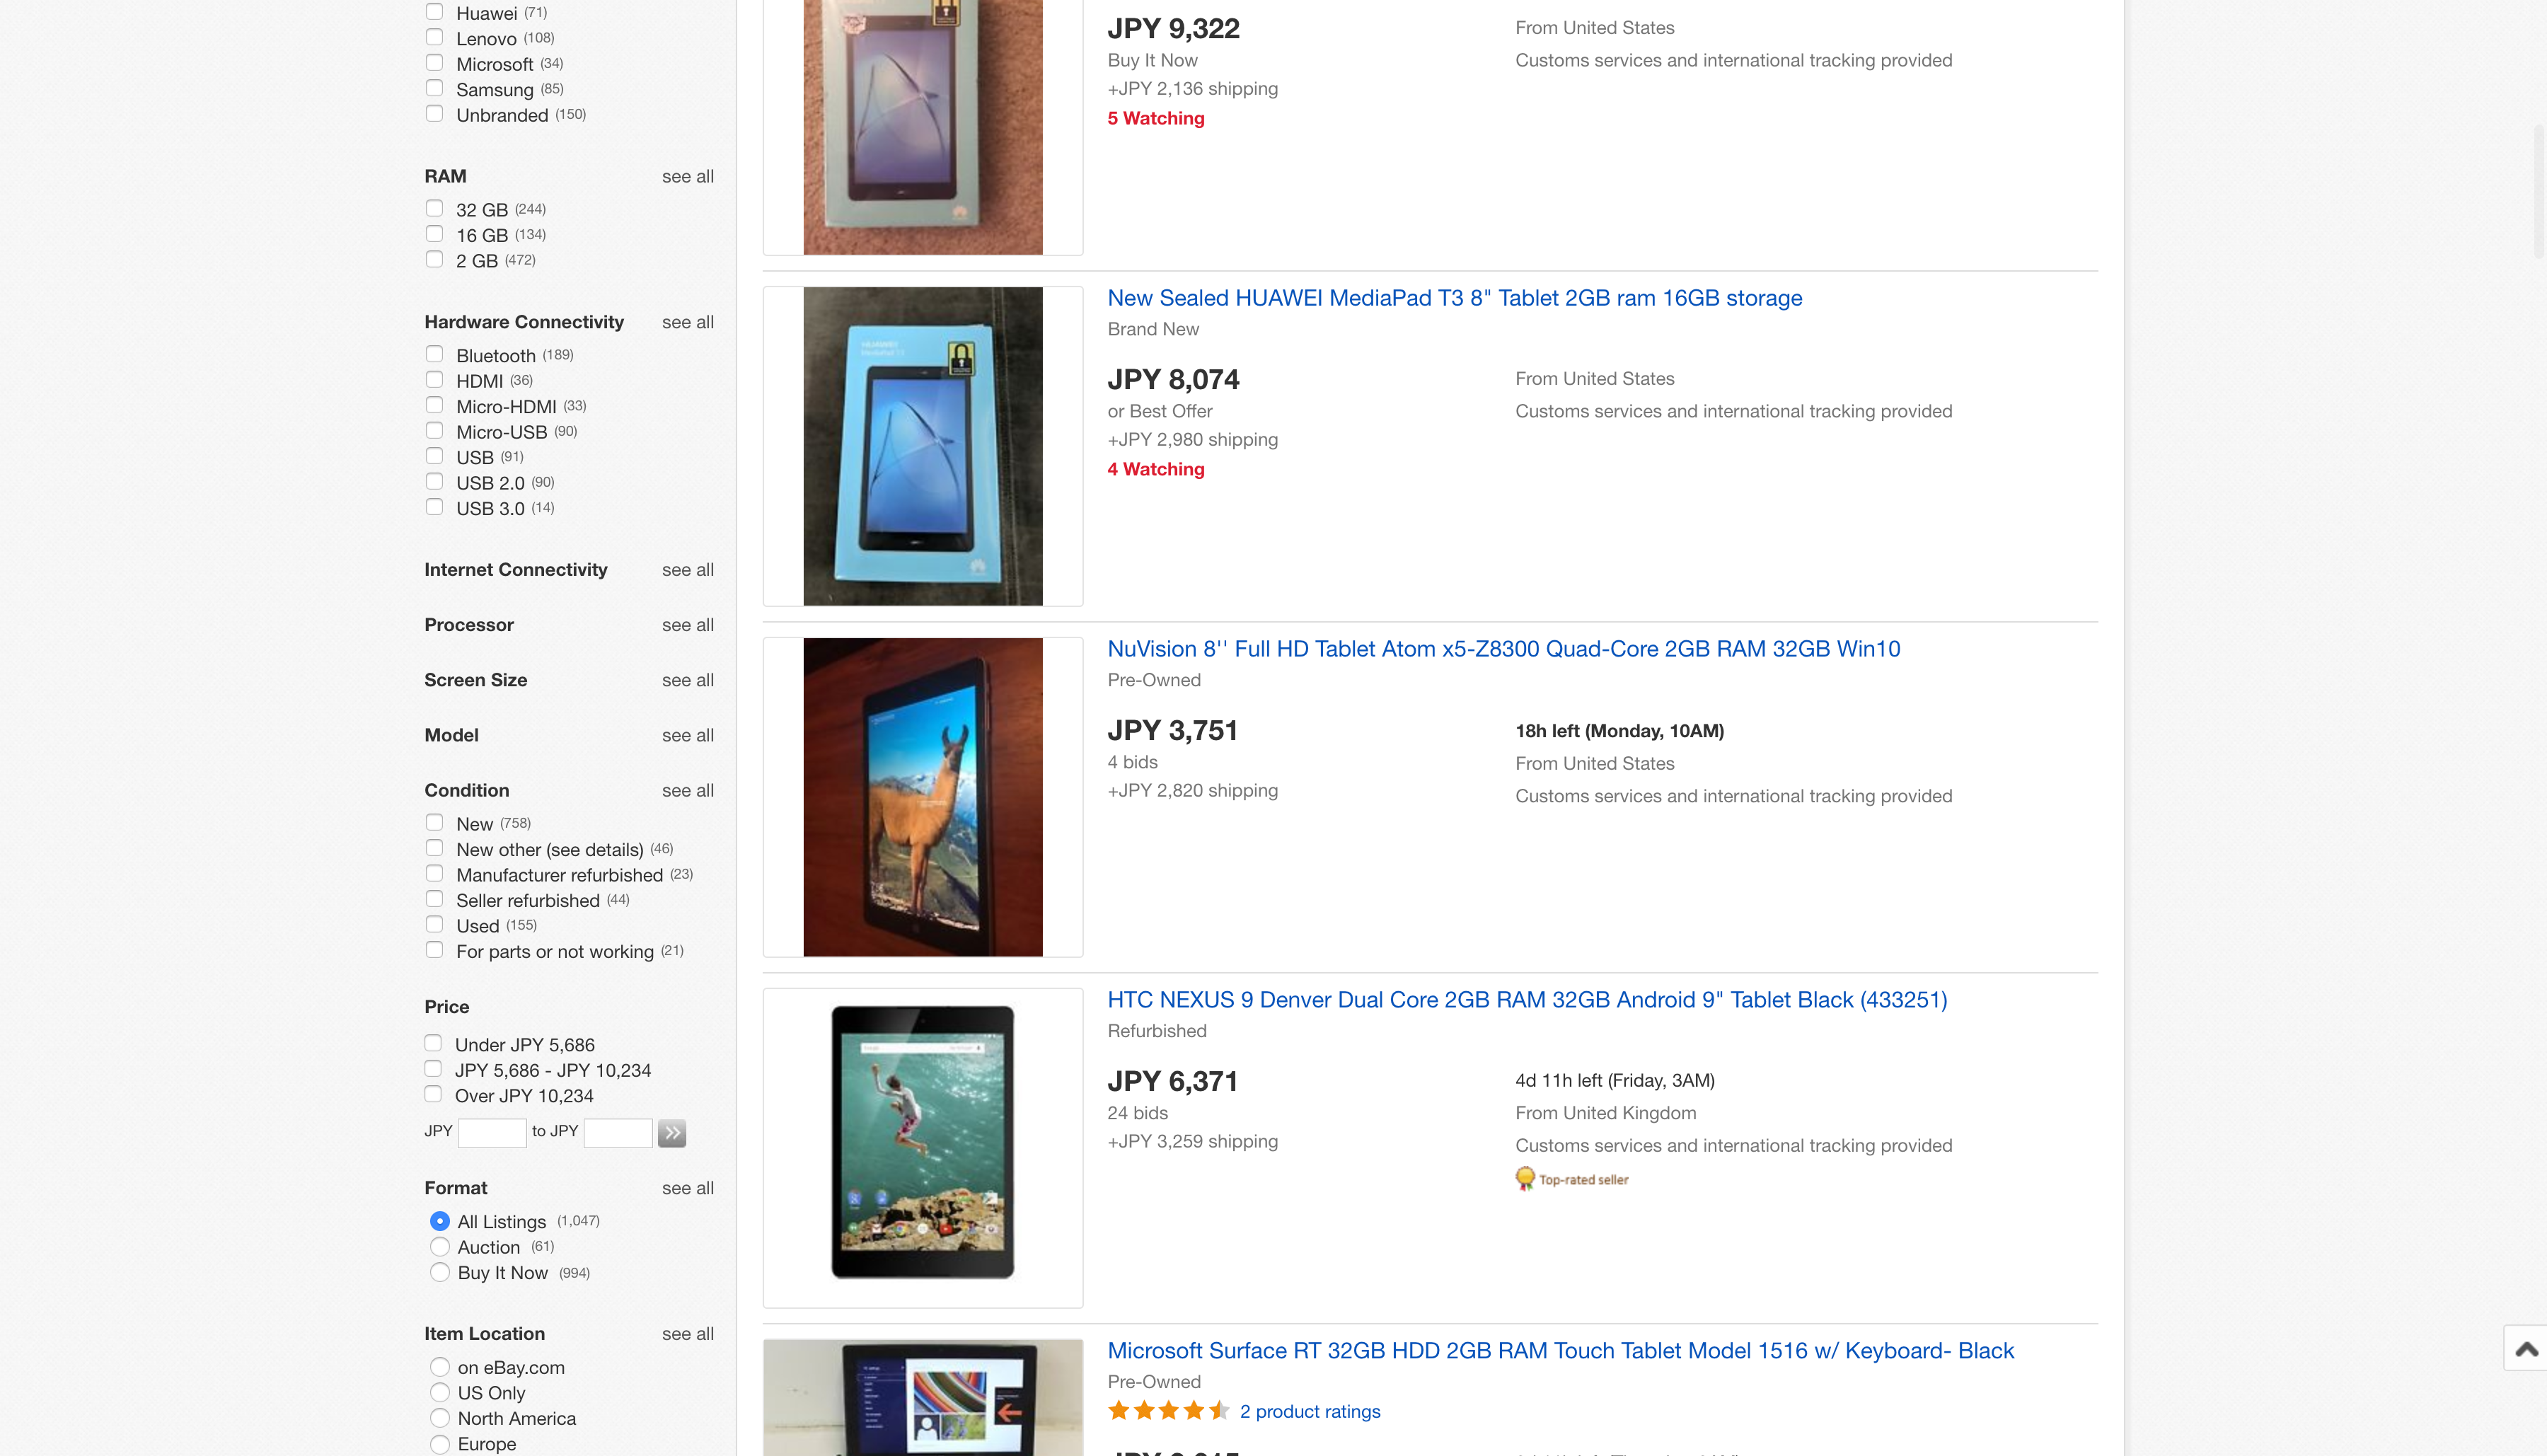 Huawei (71)
Lenovo (108)
Microsoft (34)
Samsung (85)
Unbranded (150)
RAM see all
32 GB (244)
16 GB (134)
2 GB (472)
Hardware Connectivity see all
Bluetooth (189)
HDMI (36)
Micro-HDMI (33)
Micro-USB (90)
USB (91)
USB 2.0 (90)
USB 3.0 (14)
Internet Connectivity see all
Processor see all
Screen Size see all
Model see all
Condition see all
New (758)
New other (see details) (46)
Manufacturer refurbished (23)
Seller refurbished (44)
Used (155)
For parts or not working (21)
Price
Under JPY 5,686
JPY 5,686 - JPY 10,234
Over JPY 10,234
JPY to JPY
Format see all
All Listings (1,047)
Auction (61)
Buy It Now (994)
Item Location see all
on eBay.com
US Only
North America
Europe
JPY 9,322
Buy It Now
+JPY 2,136 shipping
5 Watching
From United States
Customs services and international tracking provided
New Sealed HUAWEI MediaPad T3 8" Tablet 2GB ram 16GB storage
Brand New
JPY 8,074
or Best Offer
+JPY 2,980 shipping
4 Watching
From United States
Customs services and international tracking provided
NuVision 8'' Full HD Tablet Atom x5-Z8300 Quad-Core 2GB RAM 32GB Win10
Pre-Owned
JPY 3,751
4 bids
+JPY 2,820 shipping
18h left (Monday, 10AM)
From United States
Customs services and international tracking provided
HTC NEXUS 9 Denver Dual Core 2GB RAM 32GB Android 9" Tablet Black (433251)
Refurbished
JPY 6,371
24 bids
+JPY 3,259 shipping
4d 11h left (Friday, 3AM)
From United Kingdom
Customs services and international tracking provided
Top-rated seller
Microsoft Surface RT 32GB HDD 2GB RAM Touch Tablet Model 1516 w/ Keyboard- Black
Pre-Owned
2 product ratings